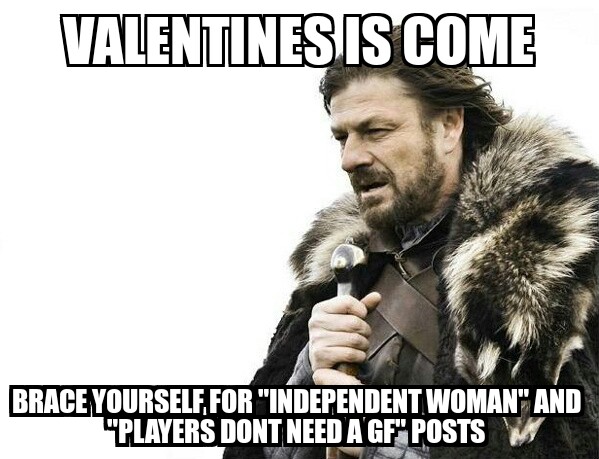 VALENTINES IS COME
BRACE YOURSELF FOR "INDEPENDENT WOMAN" AND
"PLAYERS DONT NEED A GF" POSTS